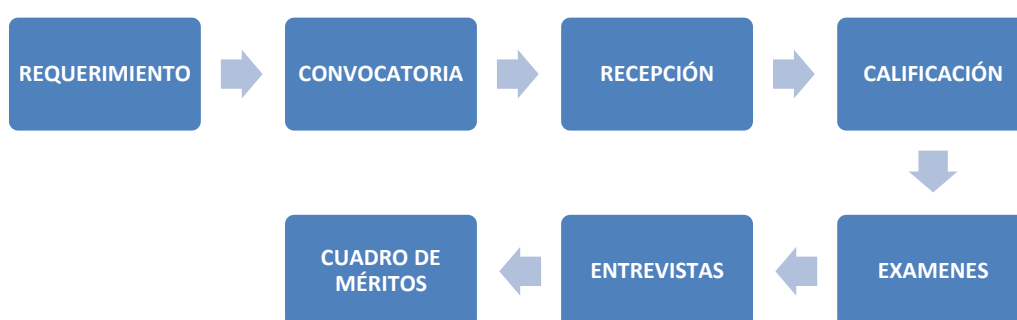 REQUERIMIENTO
CONVOCATORIA
RECEPCIÓN
CALIFICACIÓN
EXAMENES
ENTREVISTAS
CUADRO DE
MÉRITOS